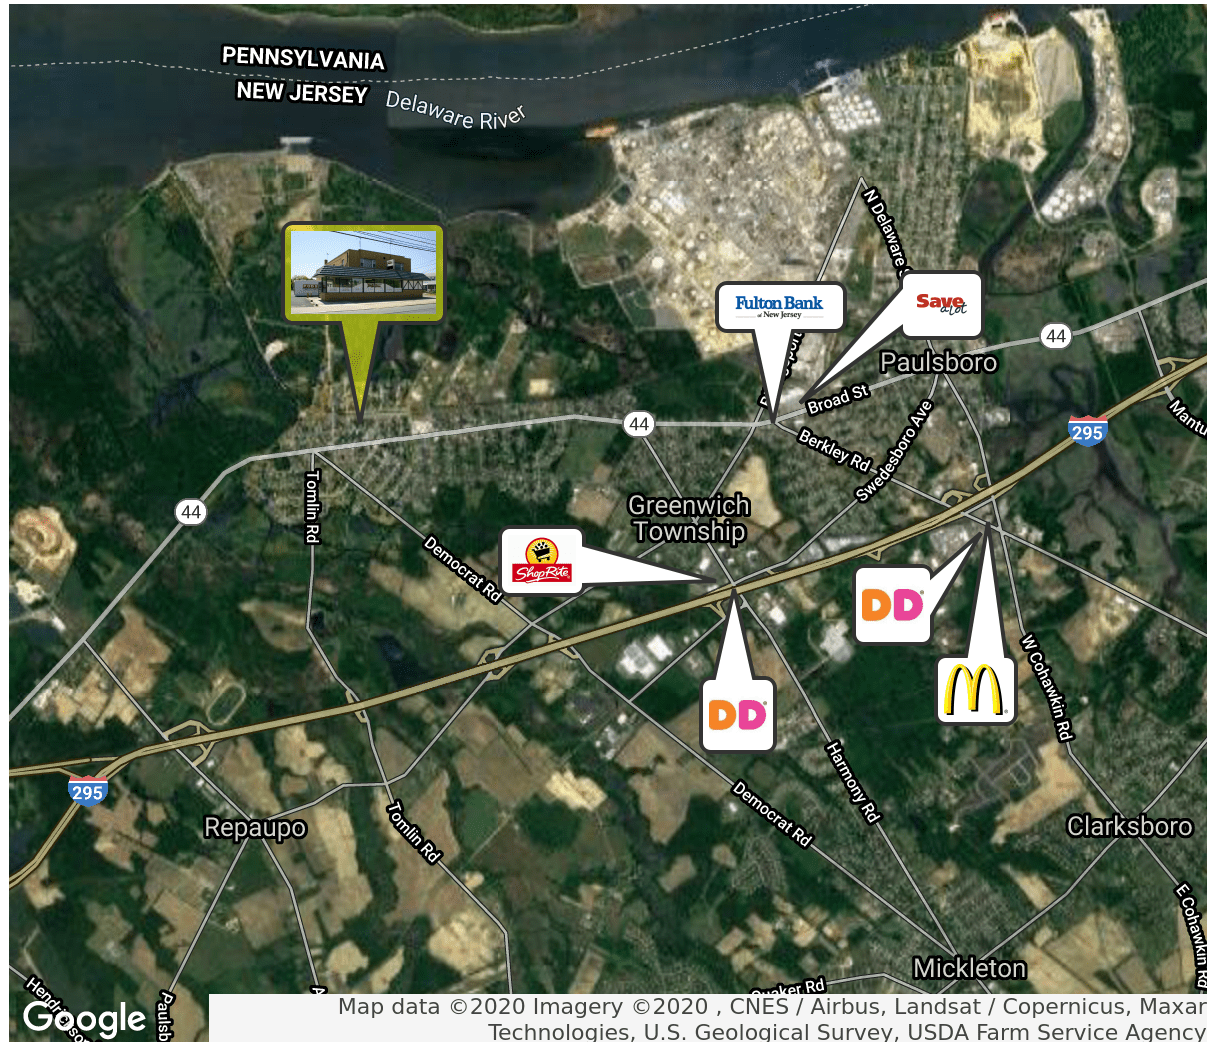 PENNSYLVANIA
NEW JERSEY
Delaware River
N Delaware S
Fulton Bank
of New Jersey
Save
a lot
44
Paulsboro
Broad St
44
295
Mantu
Berkley Rd
Swedesboro Ave
Tomlin Rd
44
Greenwich
Township
Democrat Rd
ShopRite
DD
DD
W Cohawkin Rd
Harmony Rd
295
Democrat Rd
Repaupo
Tomlin Rd
Clarksboro
E Cohawkin Rd
Mickleton
Quaker Rd
Paulsb
Google
Map data ©2020 Imagery ©2020 , CNES / Airbus, Landsat / Copernicus, Maxar
Technologies, U.S. Geological Survey, USDA Farm Service Agency